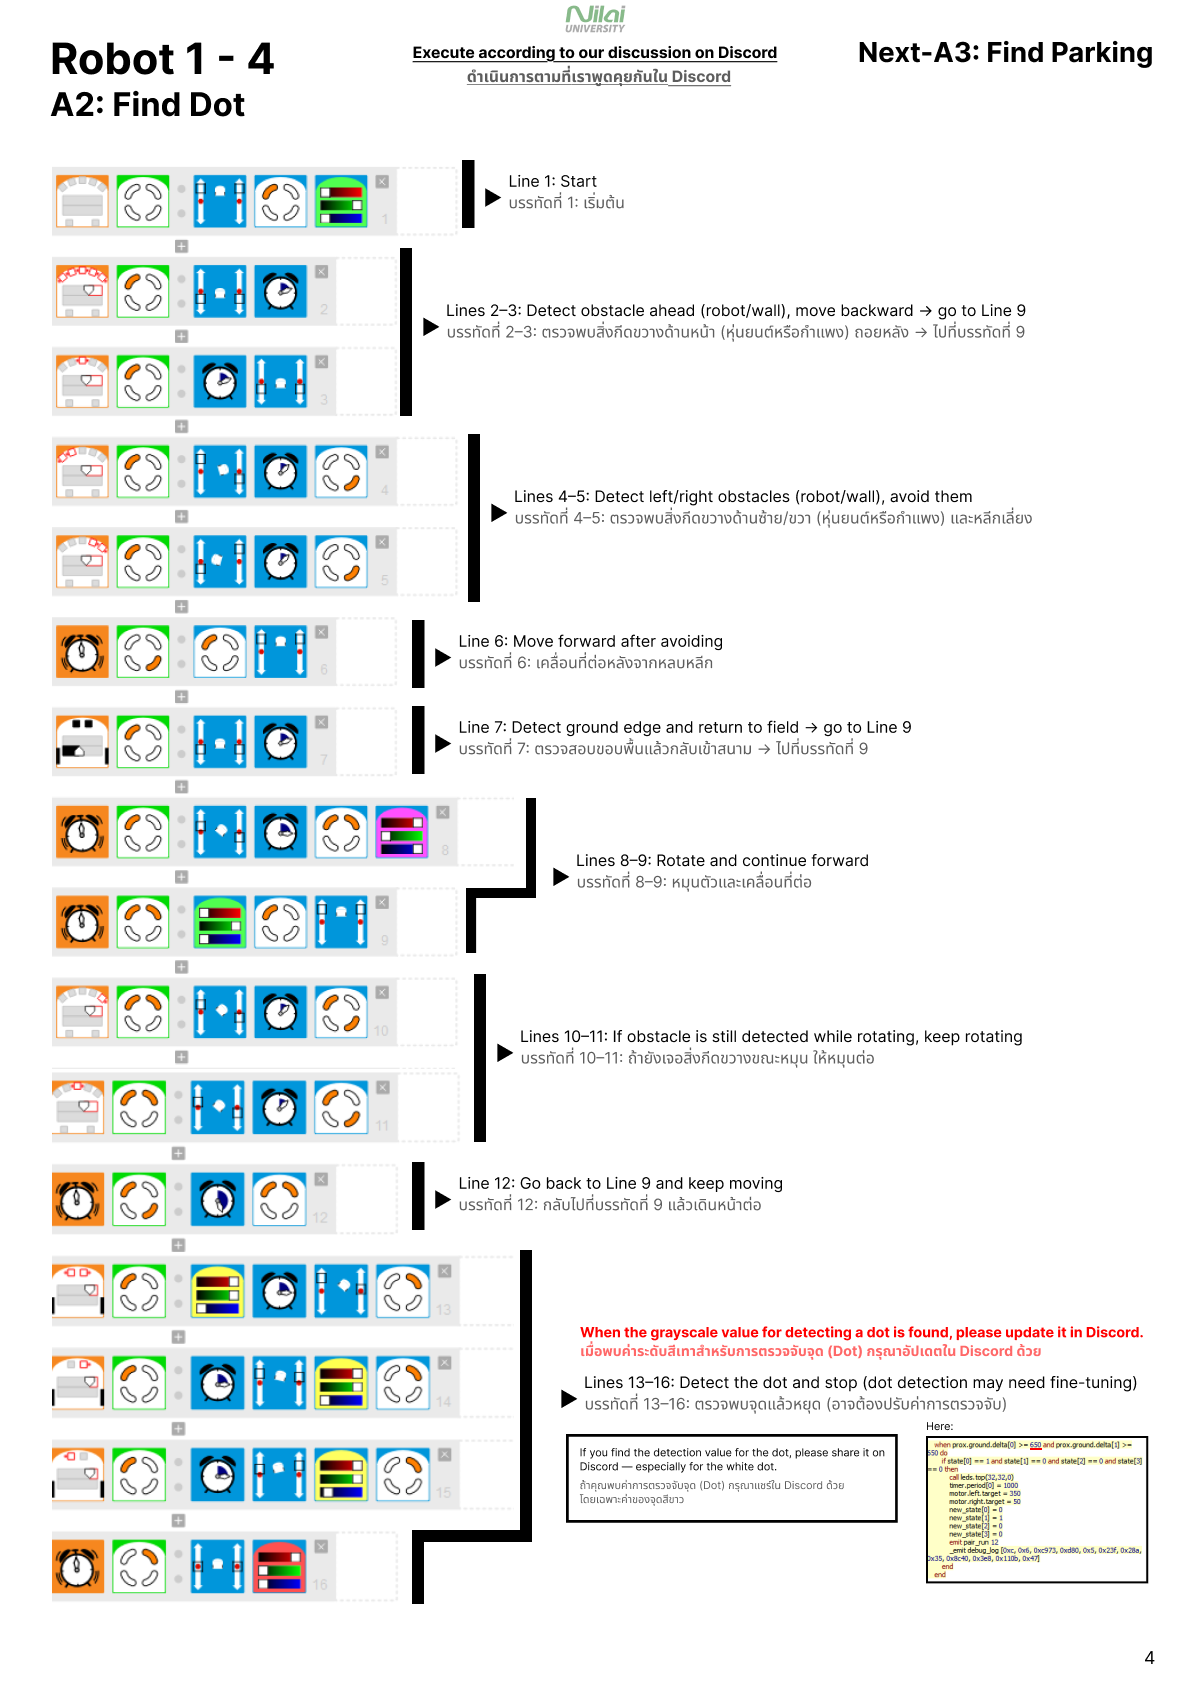 Nilai
UNIVERSITY
Robot 1 - 4
A2: Find Dot
Execute according to our discussion on Discord
ดำเนินการตามที่เราพูดคุยกันใน Discord
Next-A3: Find Parking
1
Line 1: Start
บรรทัดที่ 1: เริ่มต้น
2
Lines 2–3: Detect obstacle ahead (robot/wall), move backward → go to Line 9
บรรทัดที่ 2–3: ตรวจพบสิ่งกีดขวางด้านหน้า (หุ่นยนต์หรือกำแพง) ถอยหลัง → ไปที่บรรทัดที่ 9
3
4
Lines 4–5: Detect left/right obstacles (robot/wall), avoid them
บรรทัดที่ 4–5: ตรวจพบสิ่งกีดขวางด้านซ้าย/ขวา (หุ่นยนต์หรือกำแพง) และหลีกเลี่ยง
5
6
Line 6: Move forward after avoiding
บรรทัดที่ 6: เคลื่อนที่ต่อหลังจากหลบหลีก
7
Line 7: Detect ground edge and return to field → go to Line 9
บรรทัดที่ 7: ตรวจสอบขอบพื้นแล้วกลับเข้าสนาม → ไปที่บรรทัดที่ 9
8
Lines 8–9: Rotate and continue forward
บรรทัดที่ 8–9: หมุนตัวและเคลื่อนที่ต่อ
9
10
Lines 10–11: If obstacle is still detected while rotating, keep rotating
บรรทัดที่ 10–11: ถ้ายังเจอสิ่งกีดขวางขณะหมุน ให้หมุนต่อ
11
12
Line 12: Go back to Line 9 and keep moving
บรรทัดที่ 12: กลับไปที่บรรทัดที่ 9 แล้วเดินหน้าต่อ
13
14
15
16
When the grayscale value for detecting a dot is found, please update it in Discord.
เมื่อพบค่าระดับสีเทาสำหรับการตรวจจับจุด (Dot) กรุณาอัปเดตใน Discord ด้วย
Lines 13–16: Detect the dot and stop (dot detection may need fine-tuning)
บรรทัดที่ 13–16: ตรวจพบจุดแล้วหยุด (อาจต้องปรับค่าการตรวจจับ)
If you find the detection value for the dot, please share it on
Discord — especially for the white dot.
ถ้าคุณพบค่าการตรวจจับจุด (Dot) กรุณาแชร์ใน Discord ด้วย
โดยเฉพาะค่าของจุดสีขาว
Here:
when prox.ground.delta[0] >= 650 and prox.ground.delta[1] >=
650 do
if state[0] == 1 and state[1] == 0 and state[2] == 0 and state[3]
== 0 then
call leds.top(32,32,0)
timer.period[0] = 1000
motor.left.target = 350
motor.right.target = 50
new_state[0] = 0
new_state[1] = 1
new_state[2] = 0
new_state[3] = 0
emit pair_run 12
_emit debug_log [0xc, 0x6, 0xc973, 0xd80, 0x5, 0x23f, 0x28a,
0x35, 0x8c40, 0x3e8, 0x110b, 0x47]
end
end
4